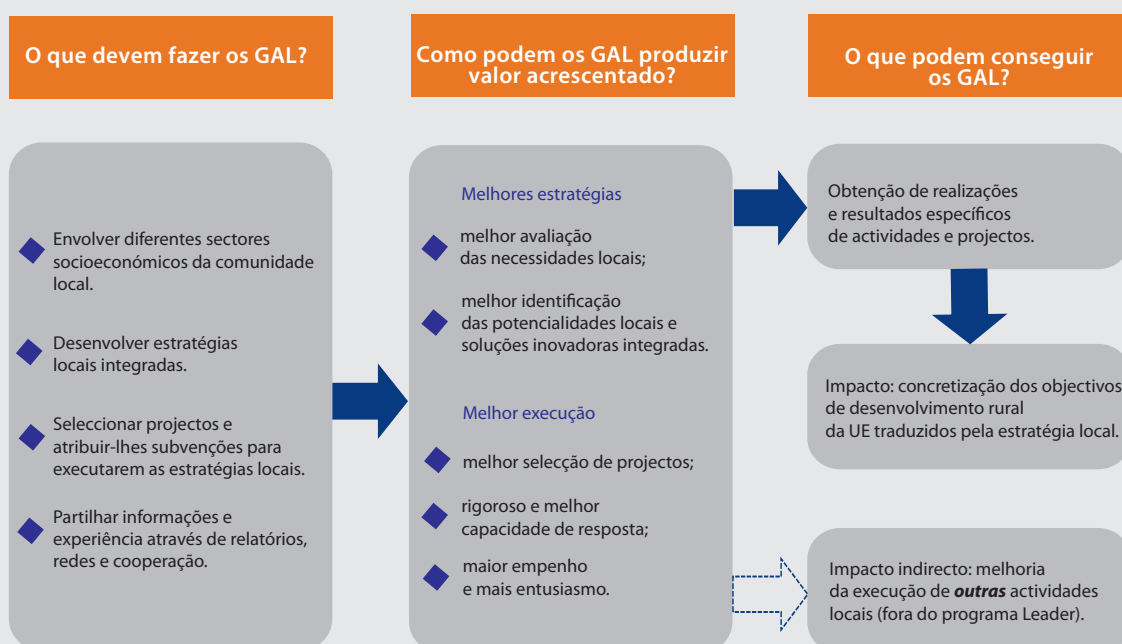 O que devem fazer os GAL?
Como podem os GAL produzir
valor acrescentado?
O que podem conseguir
os GAL?
Envolver diferentes sectores
socioeconómicos da comunidade
local.
Desenvolver estratégias
locais integradas.
Seleccionar projectos e
atribuir-lhes subvenções para
executarem as estratégias locais.
Partilhar informações e
experiência através de relatórios,
redes e cooperação.
Melhores estratégias
melhor avaliação
das necessidades locais;
melhor identificação
das potencialidades locais e
soluções inovadoras integradas.
Melhor execução
melhor selecção de projectos;
rigoroso e melhor
capacidade de resposta;
maior empenho
e mais entusiasmo.
Obtenção de realizações
e resultados específicos
de actividades e projectos.
Impacto: concretização dos objectivos
de desenvolvimento rural
da UE traduzidos pela estratégia local.
Impacto indirecto: melhoria
da execução de outras actividades
locais (fora do programa Leader).